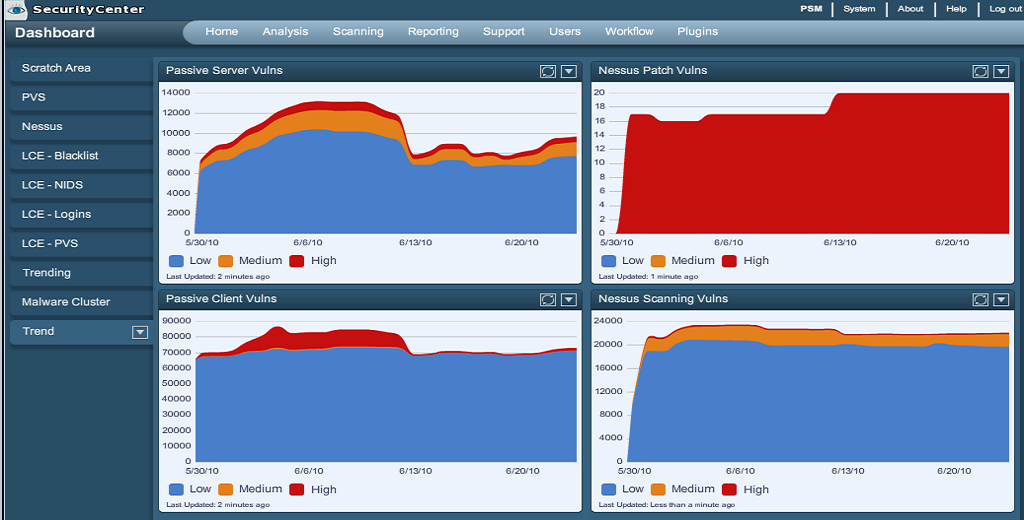 SecurityCenter
PSM System About Help Log out
Dashboard
Home Analysis Scanning Reporting Support Users Workflow Plugins
Scratch Area
PVS
Nessus
LCE - Blacklist
LCE - NIDS
LCE - Logins
LCE - PVS
Trending
Malware Cluster
Trend
Passive Server Vulns
14000
12000
10000
8000
6000
4000
2000
0
5/30/10 6/6/10 6/13/10 6/20/10
Low Medium High
Last Updated: 2 minutes ago
Nessus Patch Vulns
20
18
16
14
12
10
8
6
4
2
0
5/30/10 6/6/10 6/13/10 6/20/10
Low Medium High
Last Updated: 1 minute ago
Passive Client Vulns
90000
80000
70000
60000
50000
40000
30000
20000
10000
0
5/30/10 6/6/10 6/13/10 6/20/10
Low Medium High
Last Updated: 2 minutes ago
Nessus Scanning Vulns
24000
20000
16000
12000
8000
4000
0
5/30/10 6/6/10 6/13/10 6/20/10
Low Medium High
Last Updated: Less than a minute ago